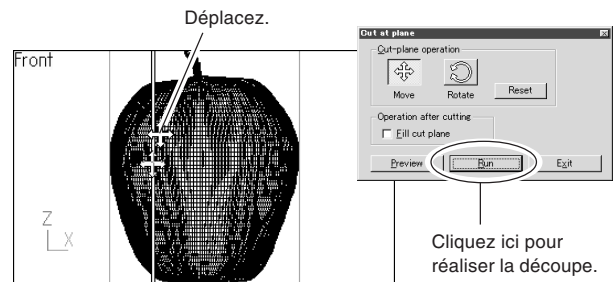 Déplacez.
Front
Z
X
Cut at plane
Cut-plane operation
Move
Rotate
Reset
Operation after cutting
Fill cut plane
Preview
Run
Exit
Cliquez ici pour
réaliser la découpe.